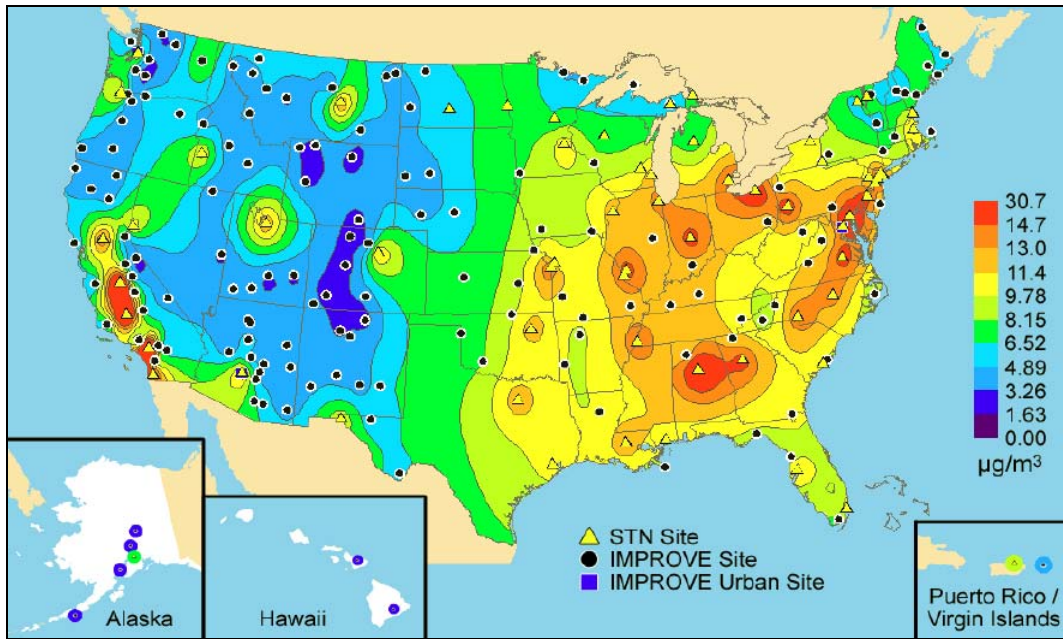 30.7
14.7
13.0
11.4
9.78
8.15
6.52
4.89
3.26
1.63
0.00
µg/m³
STN Site
IMPROVE Site
IMPROVE Urban Site
Alaska
Hawaii
Puerto Rico /
Virgin Islands